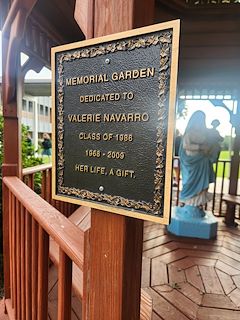 MEMORIAL GARDEN
DEDICATED TO
VALERIE NAVARRO
CLASS OF 1986
1968 - 2009
HER LIFE, A GIFT.